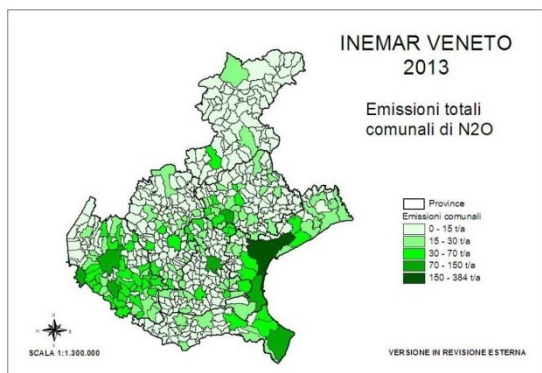 INEMAR VENETO
2013
Emissioni totali
comunali di N2O
Province
Emissioni comunali
0 - 15 t/a
15 - 30 t/a
30 - 70 t/a
70 - 150 t/a
150 - 384 t/a
SCALA 1:1.300.000
VERSIONE IN REVISIONE ESTERNA